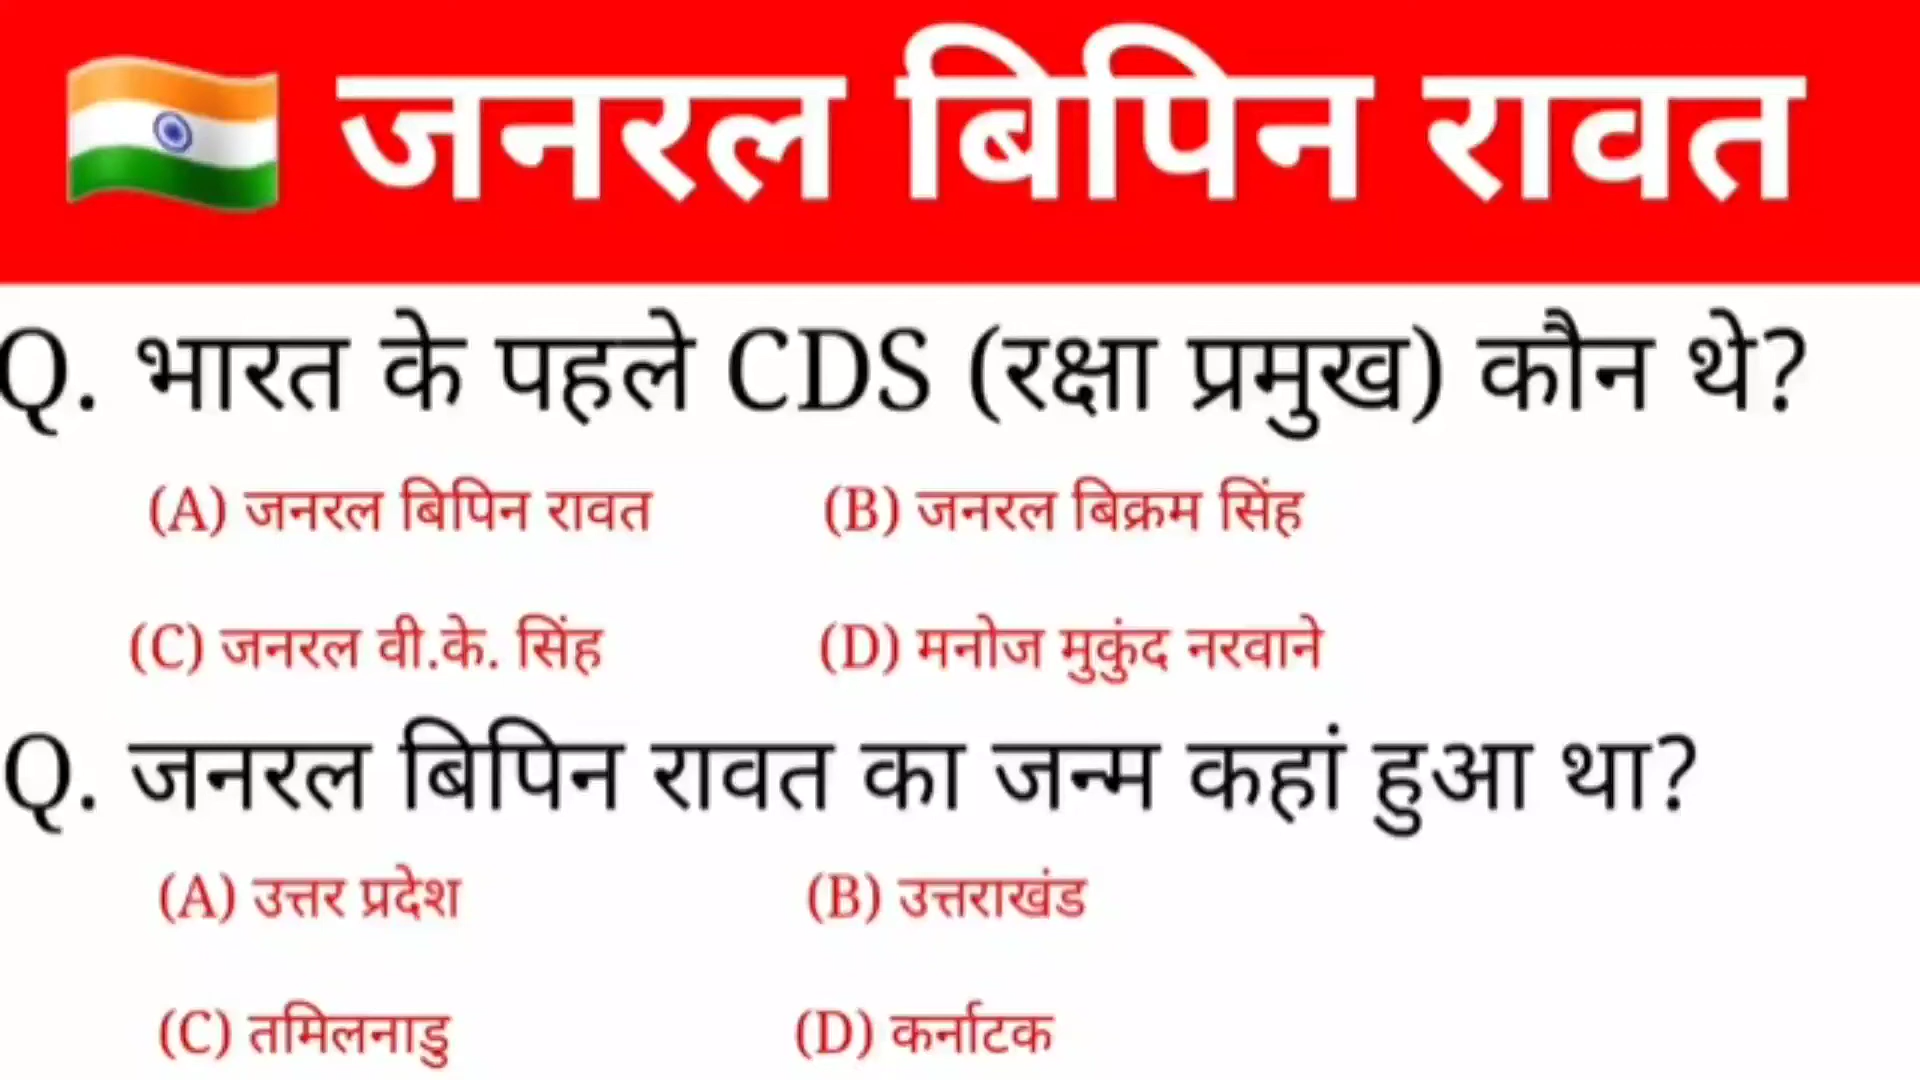 🇮🇳 जनरल बिपिन रावत
Q. भारत के पहले CDS (रक्षा प्रमुख) कौन थे?
(A) जनरल बिपिन रावत (B) जनरल बिक्रम सिंह
(C) जनरल वी.के. सिंह (D) मनोज मुकुंद नरवाने
Q. जनरल बिपिन रावत का जन्म कहां हुआ था?
(A) उत्तर प्रदेश (B) उत्तराखंड
(C) तमिलनाडु (D) कर्नाटक